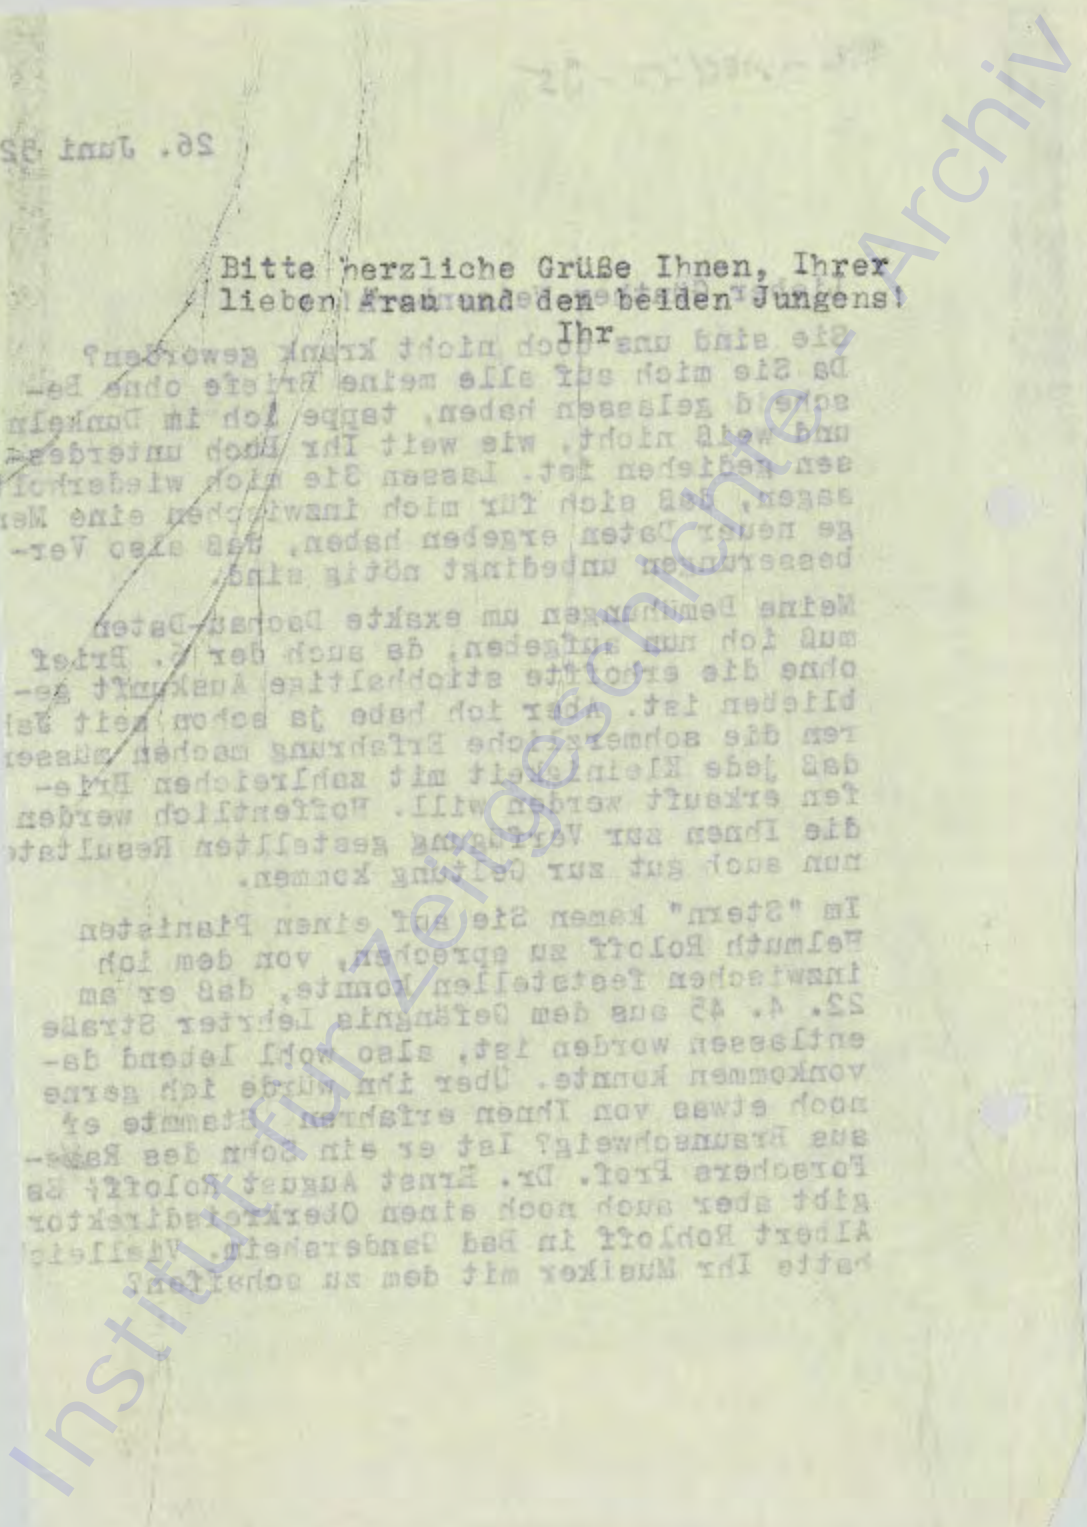 26. Juni 52
Bitte herzliche Grüße Ihnen, Ihrer
lieben Frau und den beiden Jungens!
Ihr
Sie sind uns doch nicht krank geworden?
Da Sie mich auf alle meine Briefe ohne Be-
scheid gelassen haben, tappe ich im Dunkeln
und weiß nicht, wie weit Ihr Buch unterdes-
sen gediehen ist. Lassen Sie mich wiederholt
sagen, daß sich für mich inzwischen eine Men
ge neuer Daten ergeben haben, daß also Ver-
besserungen unbedingt nötig sind.
Meine Bemühungen um exakte Dachau-Daten
muß ich nun aufgeben, da auch der 6. Brief
ohne die erhoffte stichhaltige Auskunft ge-
blieben ist. Aber ich habe ja schon seit Jah
ren die schmerzliche Erfahrung machen müssen
daß jede Kleinigkeit mit zahlreichen Brie-
fen erkauft werden will. Hoffentlich werden
die Ihnen zur Verfügung gestellten Resultate
nun auch gut zur Geltung kommen.
Im "Stern" kamen Sie auf einen Pianisten
Helmuth Roloff zu sprechen, von dem ich
inzwischen feststellen konnte, daß er am
22. 4. 45 aus dem Gefängnis Lehrter Straße
entlassen worden ist, also wohl lebend da-
vonkommen konnte. Über ihn würde ich gerne
noch etwas von Ihnen erfahren Stammte er
aus Braunschweig? Ist er ein Sohn des
Forschers Prof. Dr. Ernst August Roloff; Es
gibt aber auch noch einen Oberkreisdirektor
Albert Rohloff in Bad Gandersheim. Vielleich
hatte Ihr Musiker mit dem zu schaffen?
Institut für Zeitgeschichte - Archiv